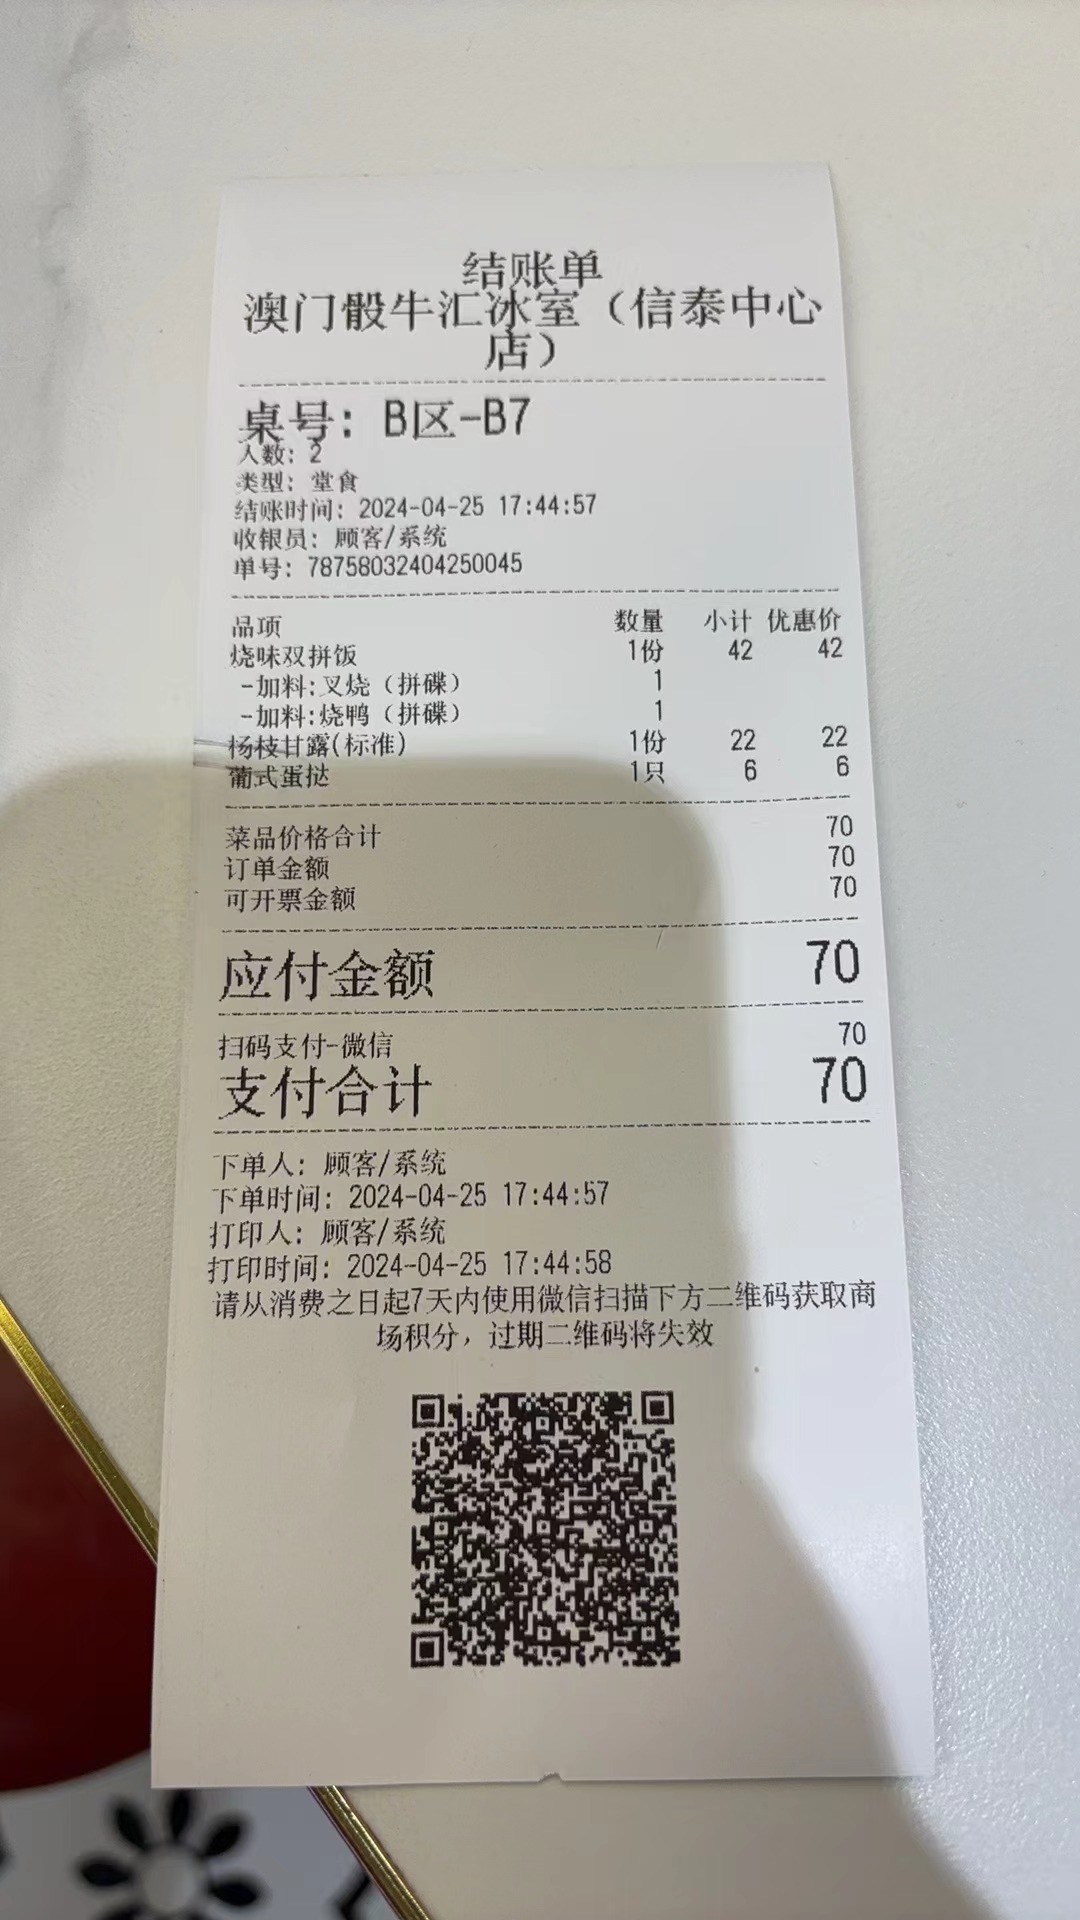 结账单
澳门骰牛汇冰室（信泰中心
店）
桌号：B区-B7
人数：2
类型：堂食
结账时间：2024-04-25 17:44:57
收银员：顾客/系统
单号：78758032404250045
品项 数量 小计 优惠价
烧味双拼饭 1份 42 42
-加料:叉烧（拼碟） 1
-加料:烧鸭（拼碟） 1
杨枝甘露(标准) 1份 22 22
葡式蛋挞 1只 6 6
菜品价格合计 70
订单金额 70
可开票金额 70
应付金额 70
扫码支付-微信 70
支付合计 70
下单人：顾客/系统
下单时间：2024-04-25 17:44:57
打印人：顾客/系统
打印时间：2024-04-25 17:44:58
请从消费之日起7天内使用微信扫描下方二维码获取商
场积分，过期二维码将失效